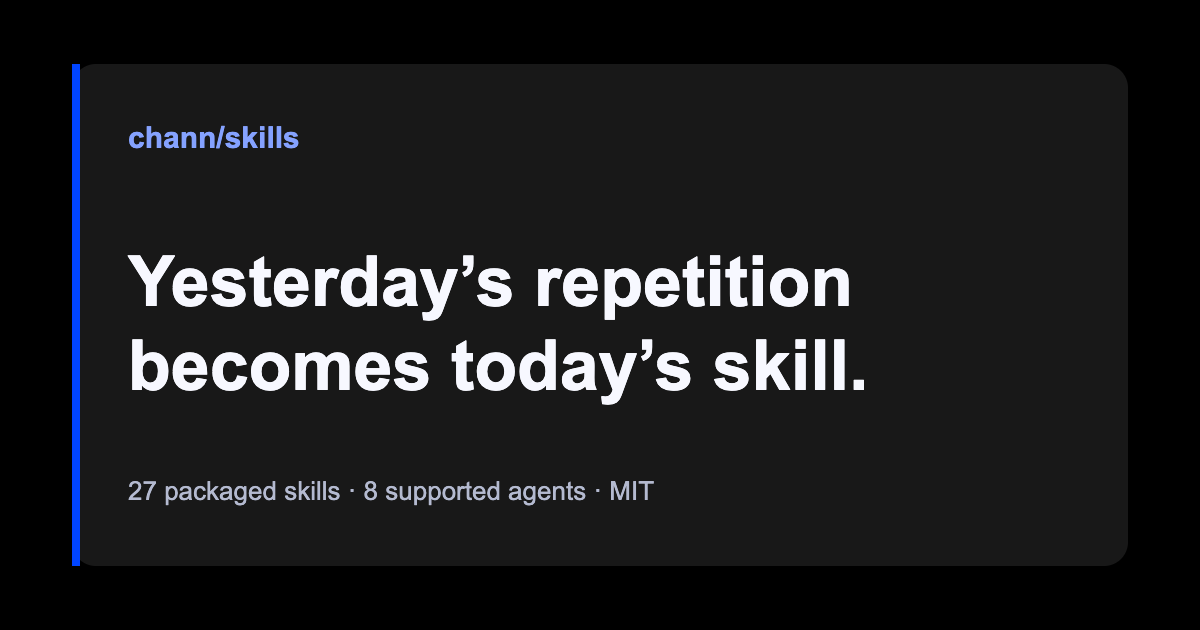 chann/skills
Yesterday’s repetition
becomes today’s skill.
27 packaged skills · 8 supported agents · MIT